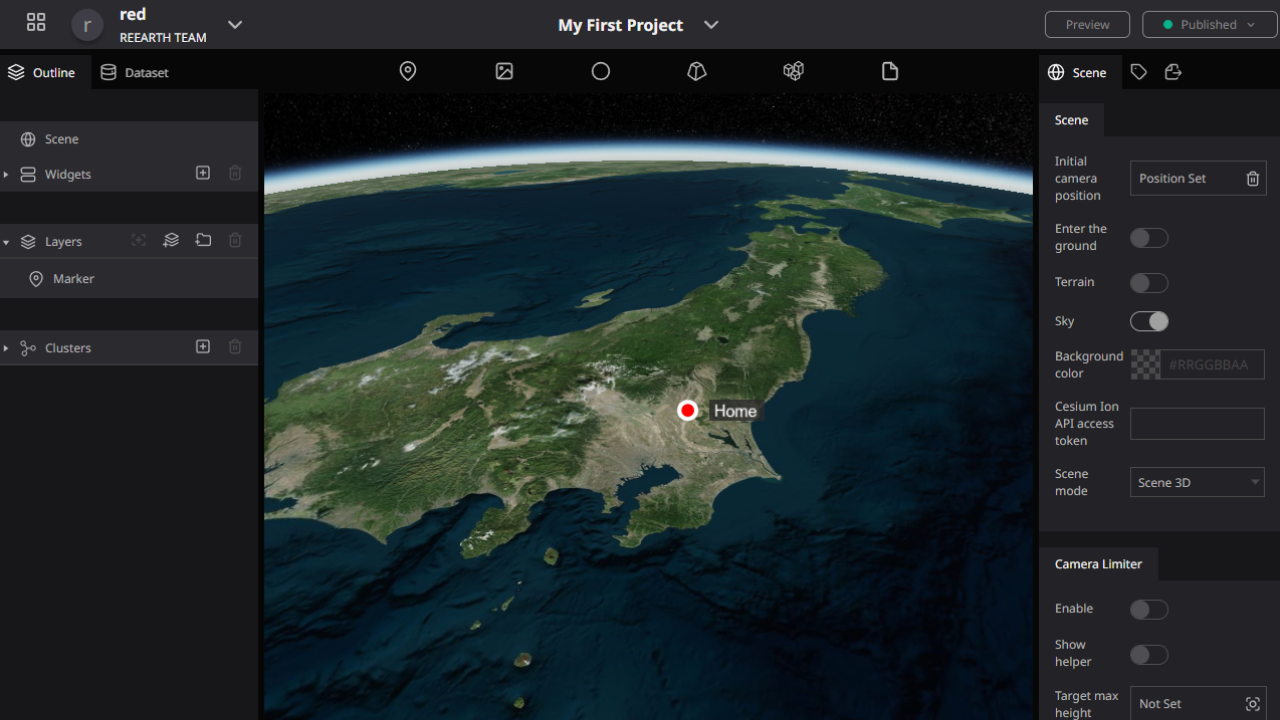 r
red
REEARTH TEAM
My First Project
Preview
Published
Outline
Dataset
Scene
Scene
Widgets
Layers
Marker
Clusters
Home
Scene
Initial
camera
position
Position Set
Enter the
ground
Terrain
Sky
Background
color
#RRGGBBAA
Cesium Ion
API access
token
Scene
mode
Scene 3D
Camera Limiter
Enable
Show
helper
Target max
height
Not Set